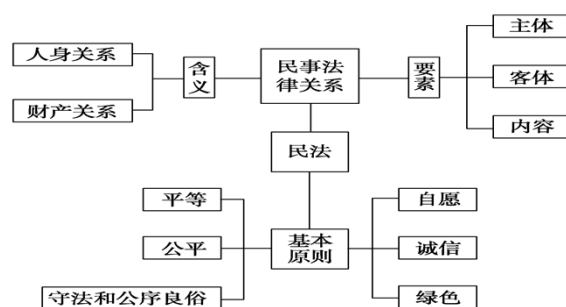 主体
人身关系
含
义
民事法
律关系
要
素
客体
财产关系
内容
民法
平等
自愿
公平
基本
原则
诚信
守法和公序良俗
绿色